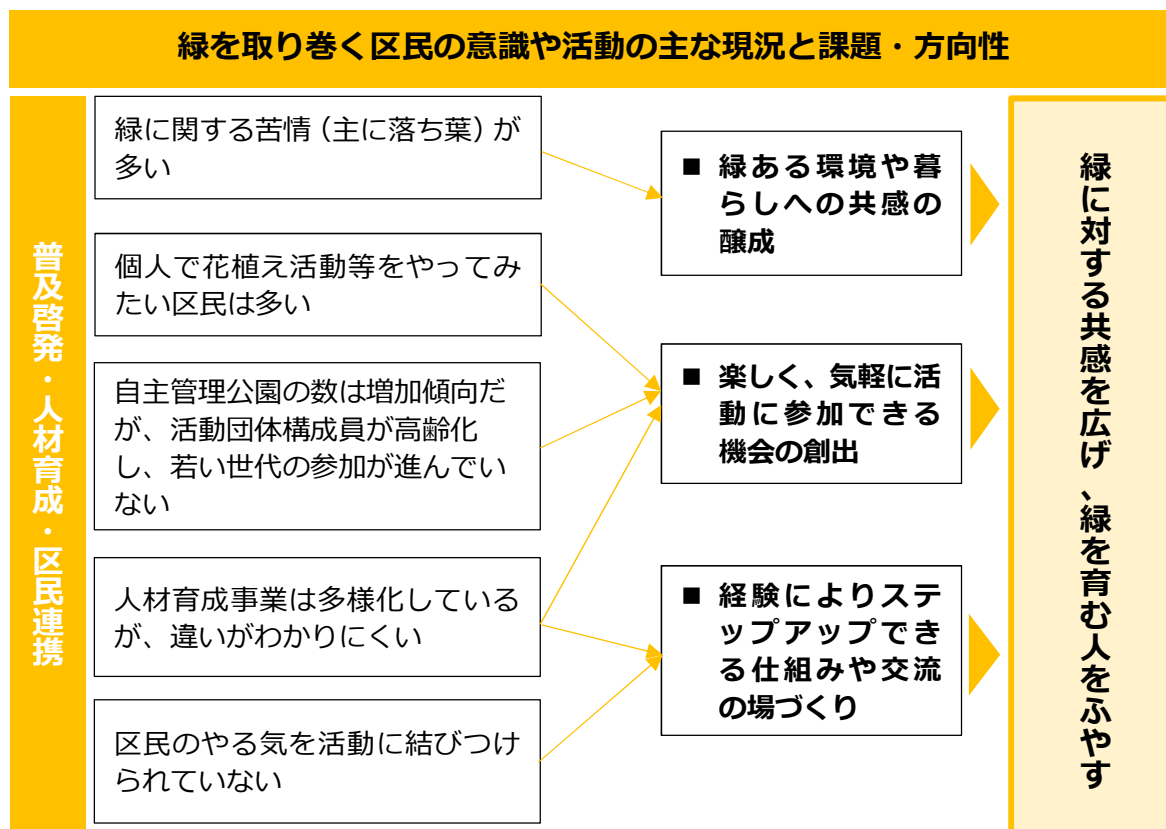 緑を取り巻く区民の意識や活動の主な現況と課題・方向性
普及啓発・人材育成・区民連携
緑に関する苦情（主に落ち葉）が
多い
個人で花植え活動等をやってみ
たい区民は多い
自主管理公園の数は増加傾向だ
が、活動団体構成員が高齢化
し、若い世代の参加が進んでい
ない
人材育成事業は多様化している
が、違いがわかりにくい
区民のやる気を活動に結びつけ
られていない
■ 緑ある環境や暮
らしへの共感の
醸成
■ 楽しく、気軽に活
動に参加できる
機会の創出
■ 経験によりステ
ップアップでき
る仕組みや交流
の場づくり
緑に対する共感を広げ、緑を育む人をふやす